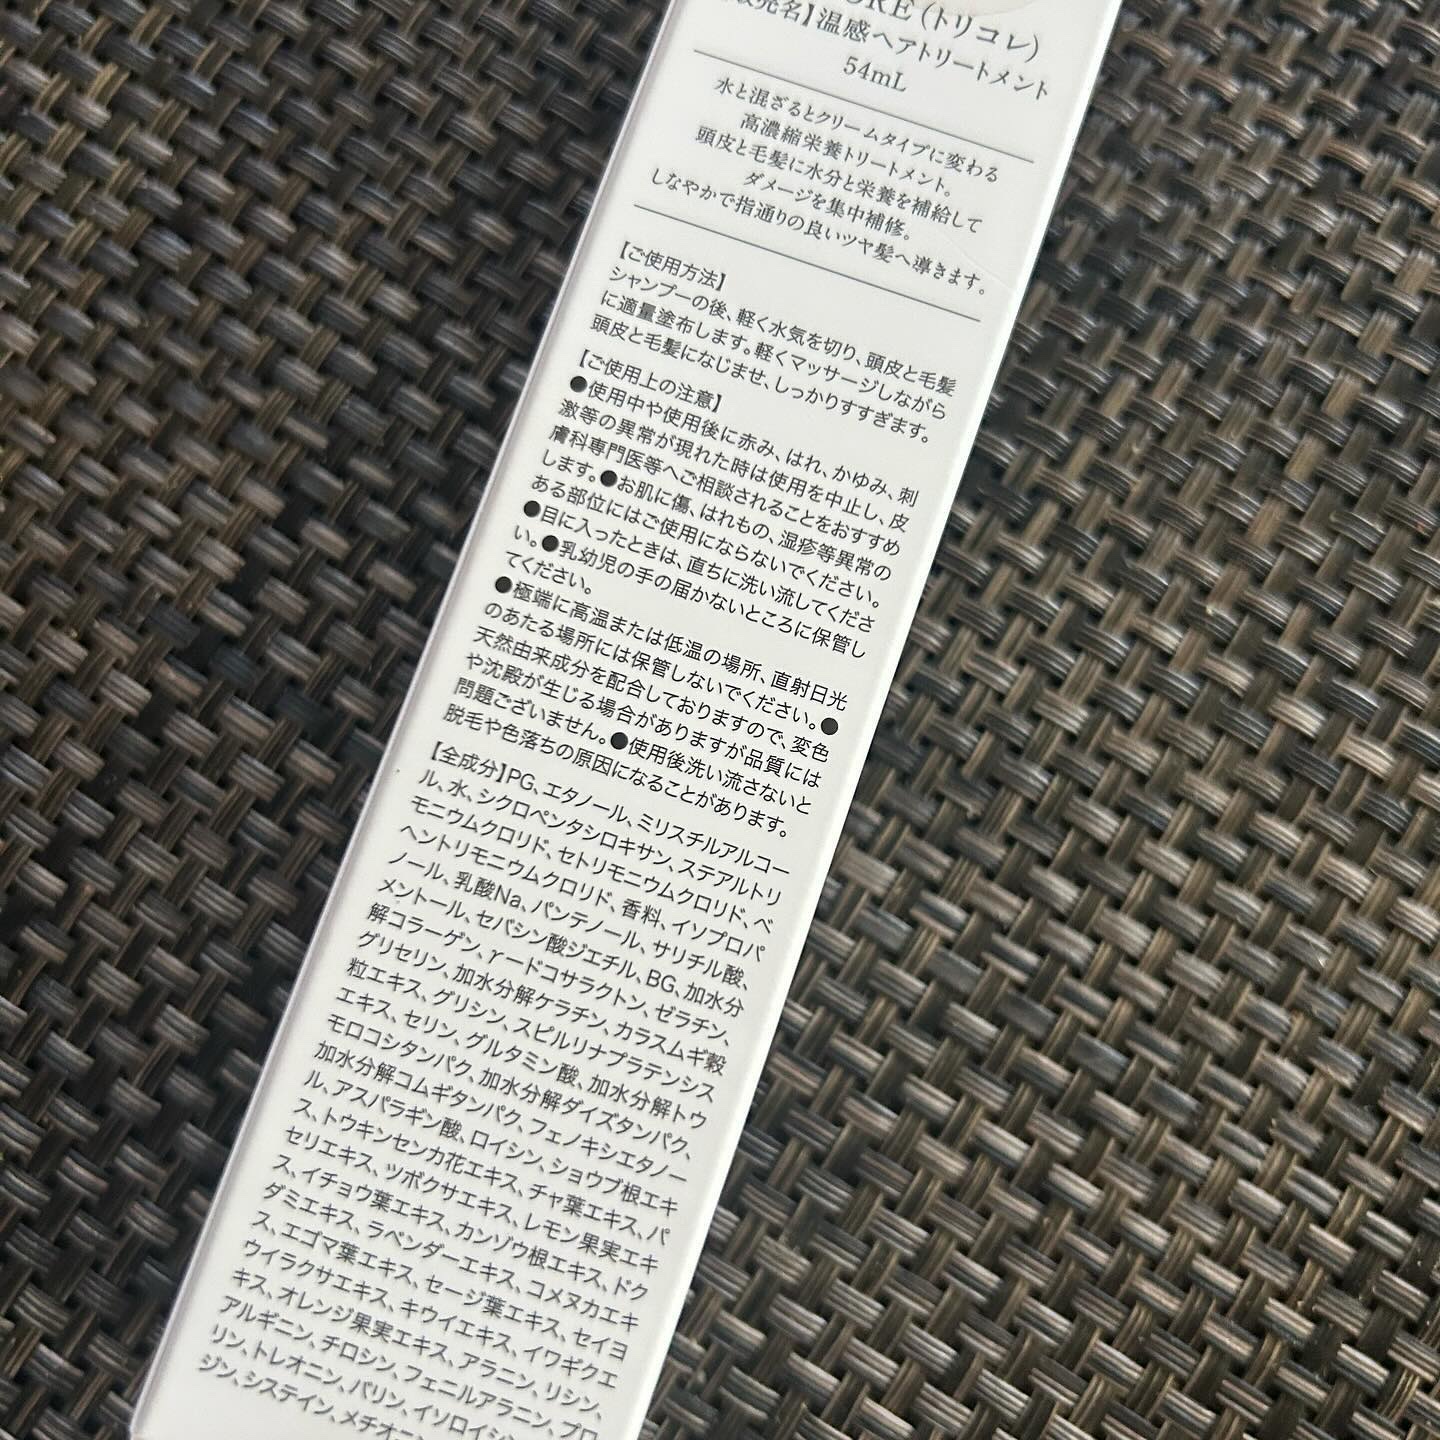 ORE(トリコレ)
売名】温感ヘアトリートメント
54mL
水と混ざるとクリームタイプに変わる
高濃縮栄養トリートメント。
頭皮と毛髪に水分と栄養を補給して
ダメージを集中補修。
しなやかで指通りの良いツヤ髪へ導きます。
【ご使用方法】
シャンプーの後、軽く水気を切り、頭皮と毛髪
に適量塗布します。軽くマッサージしながら
頭皮と毛髪になじませ、しっかりすすぎます。
【ご使用上の注意】
●使用中や使用後に赤み、はれ、かゆみ、刺
激等の異常が現れた時は使用を中止し、皮
膚科専門医等へご相談されることをおすすめ
します。●お肌に傷、はれもの、湿疹等異常の
ある部位にはご使用にならないでください。
●目に入ったときは、直ちに洗い流してくださ
い。●乳幼児の手の届かないところに保管し
てください。
●極端に高温または低温の場所、直射日光
のあたる場所には保管しないでください。●
天然由来成分を配合しておりますので、変色
や沈殿が生じる場合がありますが品質には
問題ございません。●使用後洗い流さないと
脱毛や色落ちの原因になることがあります。
【全成分】PG、エタノール、ミリスチルアルコー
ル、水、シクロペンタシロキサン、ステアルトリ
モニウムクロリド、セトリモニウムクロリド、ベ
ヘントリモニウムクロリド、香料、イソプロパ
ノール、乳酸Na、パンテノール、サリチル酸、
メントール、セバシン酸ジエチル、BG、加水分
解コラーゲン、γードコサラクトン、ゼラチン、
グリセリン、加水分解ケラチン、カラスムギ穀
粒エキス、グリシン、スピルリナプラテンシス
エキス、セリン、グルタミン酸、加水分解トウ
モロコシタンパク、加水分解ダイズタンパク、
加水分解コムギタンパク、フェノキシエタノー
ル、アスパラギン酸、ロイシン、ショウブ根エキ
ス、トウキンセンカ花エキス、チャ葉エキス、パ
セリエキス、ツボクサエキス、レモン果実エキ
ス、イチョウ葉エキス、カンゾウ根エキス、ドク
ダミエキス、ラベンダーエキス、コメヌカエキ
ス、エゴマ葉エキス、セージ葉エキス、セイヨ
ウイラクサエキス、キウイエキス、イワギクエ
キス、オレンジ果実エキス、アラニン、リシン、
アルギニン、チロシン、フェニルアラニン、プロ
リン、トレオニン、バリン、イソロイシン
ジン、システイン、メチオニ